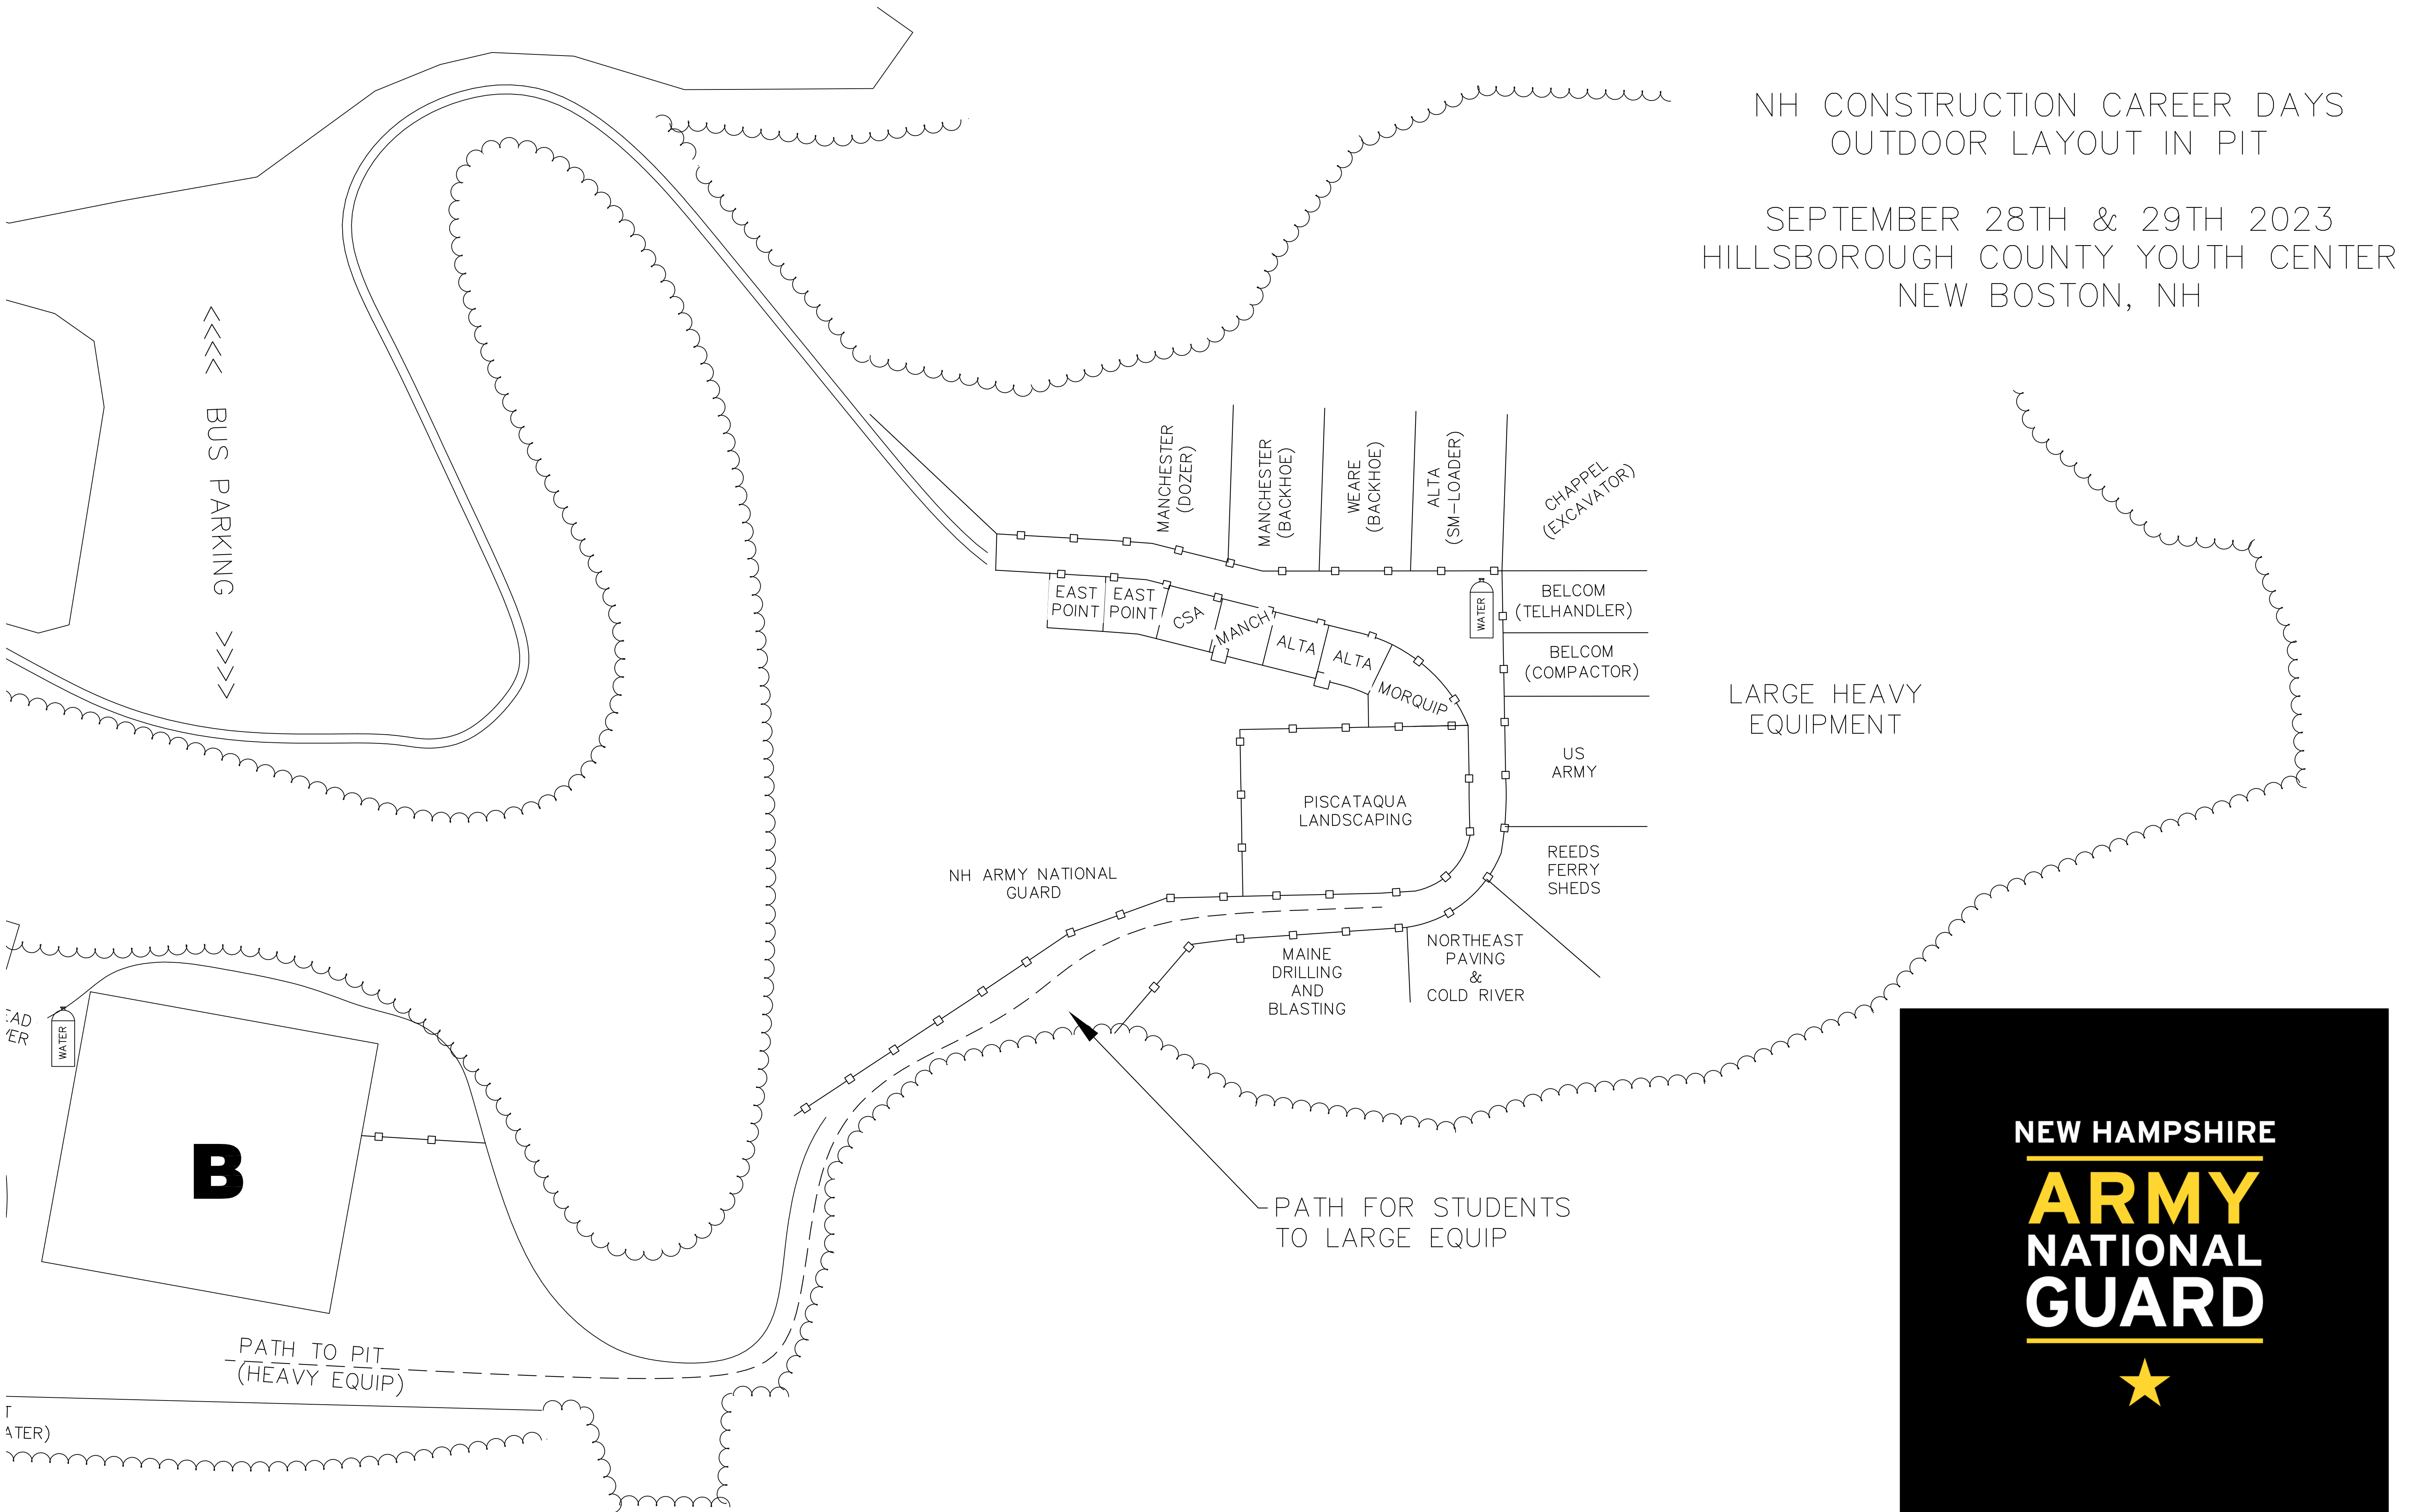 NH CONSTRUCTION CAREER DAYS
OUTDOOR LAYOUT IN PIT
SEPTEMBER 28TH & 29TH 2023
HILLSBOROUGH COUNTY YOUTH CENTER
NEW BOSTON, NH
<<<< BUS PARKING >>>>
MANCHESTER
(DOZER)
MANCHESTER
(BACKHOE)
WEARE
(BACKHOE)
ALTA
(SM-LOADER)
CHAPPEL
(EXCAVATOR)
EAST
POINT
EAST
POINT
CSA
MANCH
ALTA
ALTA
MORQUIP
WATER
BELCOM
(TELHANDLER)
BELCOM
(COMPACTOR)
US
ARMY
REEDS
FERRY
SHEDS
LARGE HEAVY
EQUIPMENT
PISCATAQUA
LANDSCAPING
NH ARMY NATIONAL
GUARD
MAINE
DRILLING
AND
BLASTING
NORTHEAST
PAVING
&
COLD RIVER
WATER
B
PATH FOR STUDENTS
TO LARGE EQUIP
PATH TO PIT
(HEAVY EQUIP)
NEW HAMPSHIRE
ARMY
NATIONAL
GUARD